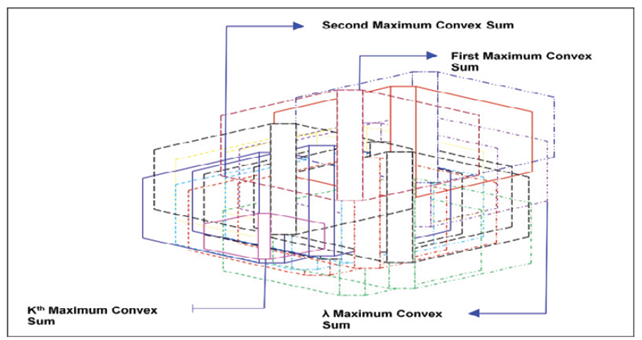 Second Maximum Convex Sum
First Maximum Convex
Sum
Kth Maximum Convex
Sum
λ Maximum Convex
Sum